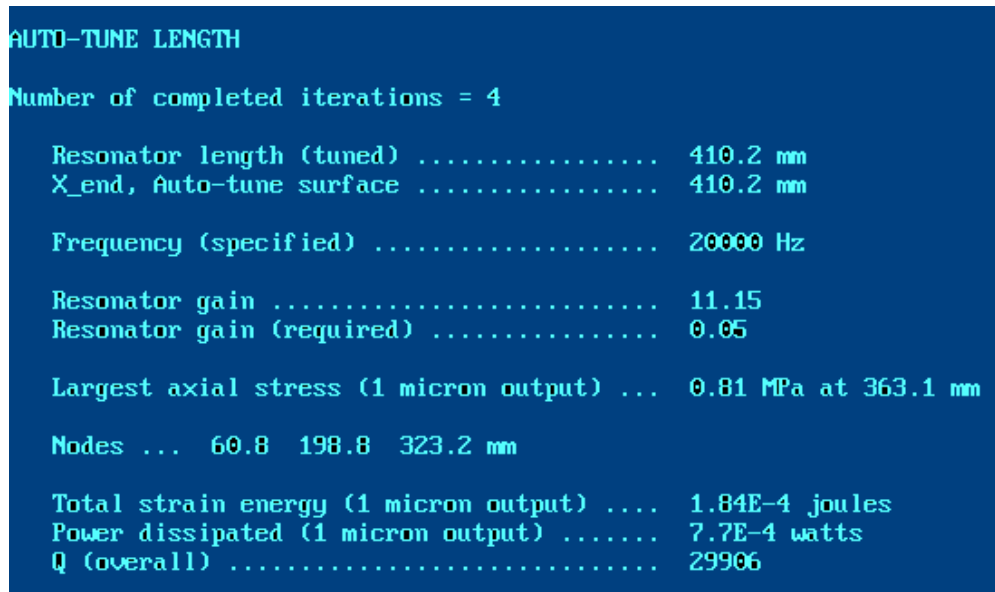 AUTO-TUNE LENGTH
Number of completed iterations = 4
Resonator length (tuned) ................. 410.2 mm
X_end, Auto-tune surface ................. 410.2 mm
Frequency (specified) .................... 20000 Hz
Resonator gain ........................... 11.15
Resonator gain (required) ................ 0.05
Largest axial stress (1 micron output) ... 0.81 MPa at 363.1 mm
Nodes ... 60.8 198.8 323.2 mm
Total strain energy (1 micron output) .... 1.84E-4 joules
Power dissipated (1 micron output) ....... 7.7E-4 watts
Q (overall) .............................. 29906